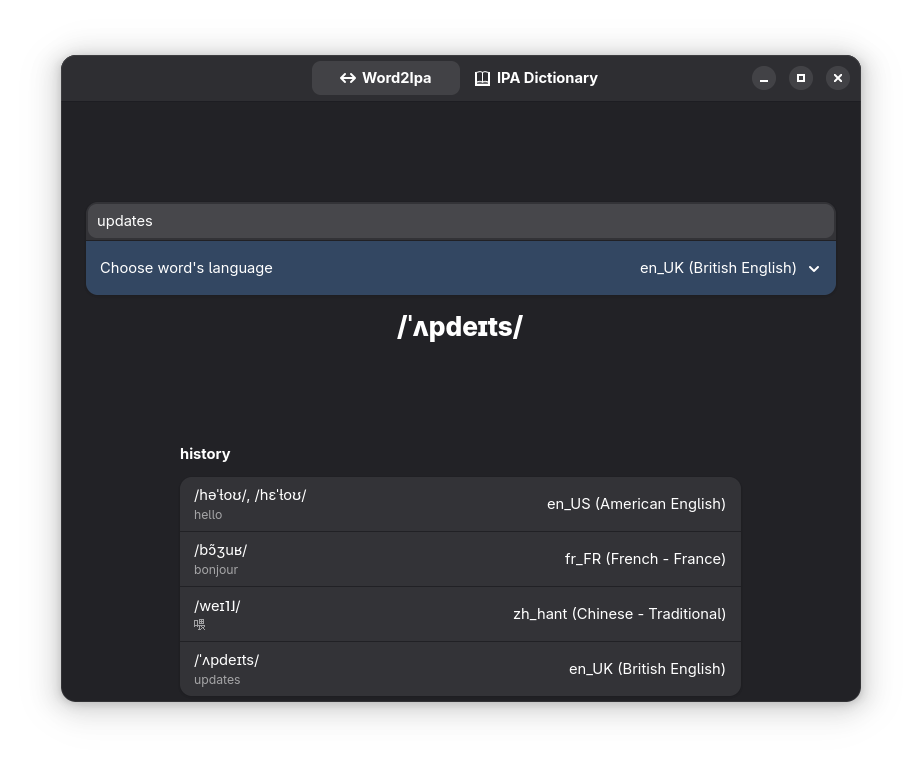 Word2Ipa
IPA Dictionary
updates
Choose word's language
en_UK (British English)
/ˈʌpdeɪts/
history
/həˈɫoʊ/, /hɛˈɫoʊ/
hello
en_US (American English)
/bɔ̃ʒuʁ/
bonjour
fr_FR (French - France)
/weɪ˥˩/
喂
zh_hant (Chinese - Traditional)
/ˈʌpdeɪts/
updates
en_UK (British English)